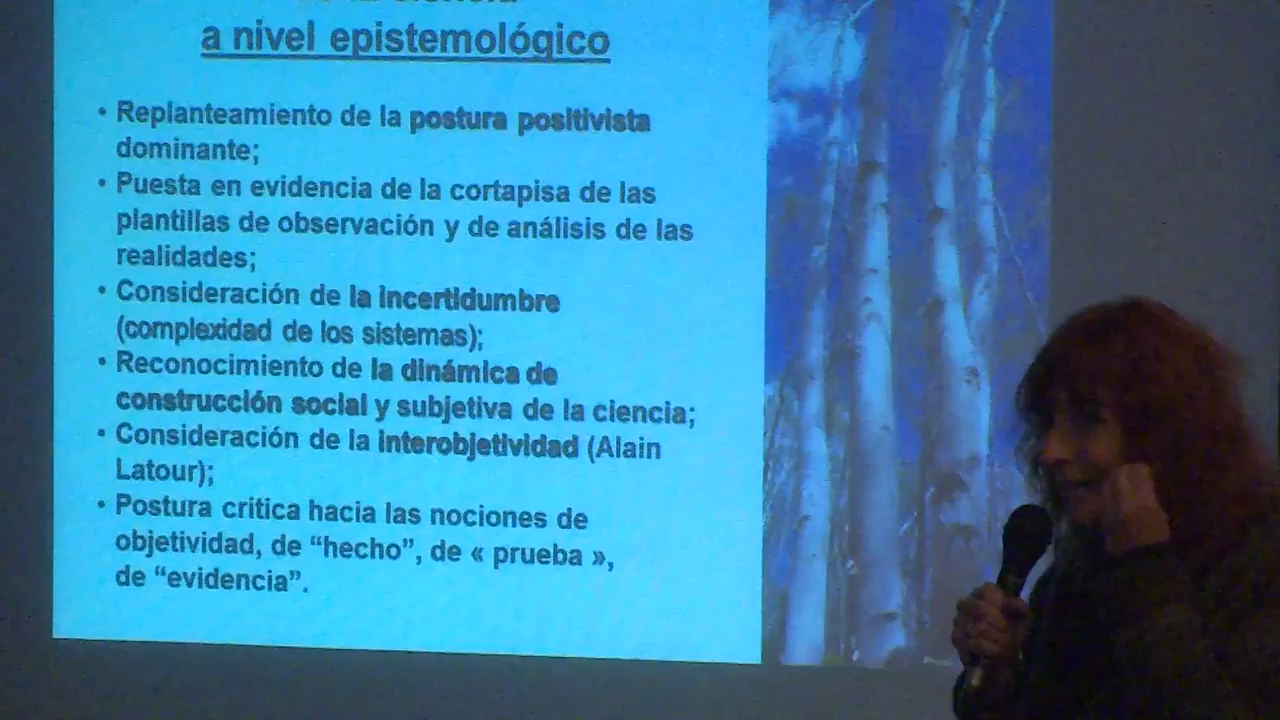 a nivel epistemológico
• Replanteamiento de la postura positivista
dominante;
• Puesta en evidencia de la cortapisa de las
plantillas de observación y de análisis de las
realidades;
• Consideración de la incertidumbre
(complexidad de los sistemas);
• Reconocimiento de la dinámica de
construcción social y subjetiva de la ciencia;
• Consideración de la interobjetividad (Alain
Latour);
• Postura critica hacia las nociones de
objetividad, de “hecho”, de « prueba »,
de “evidencia”.